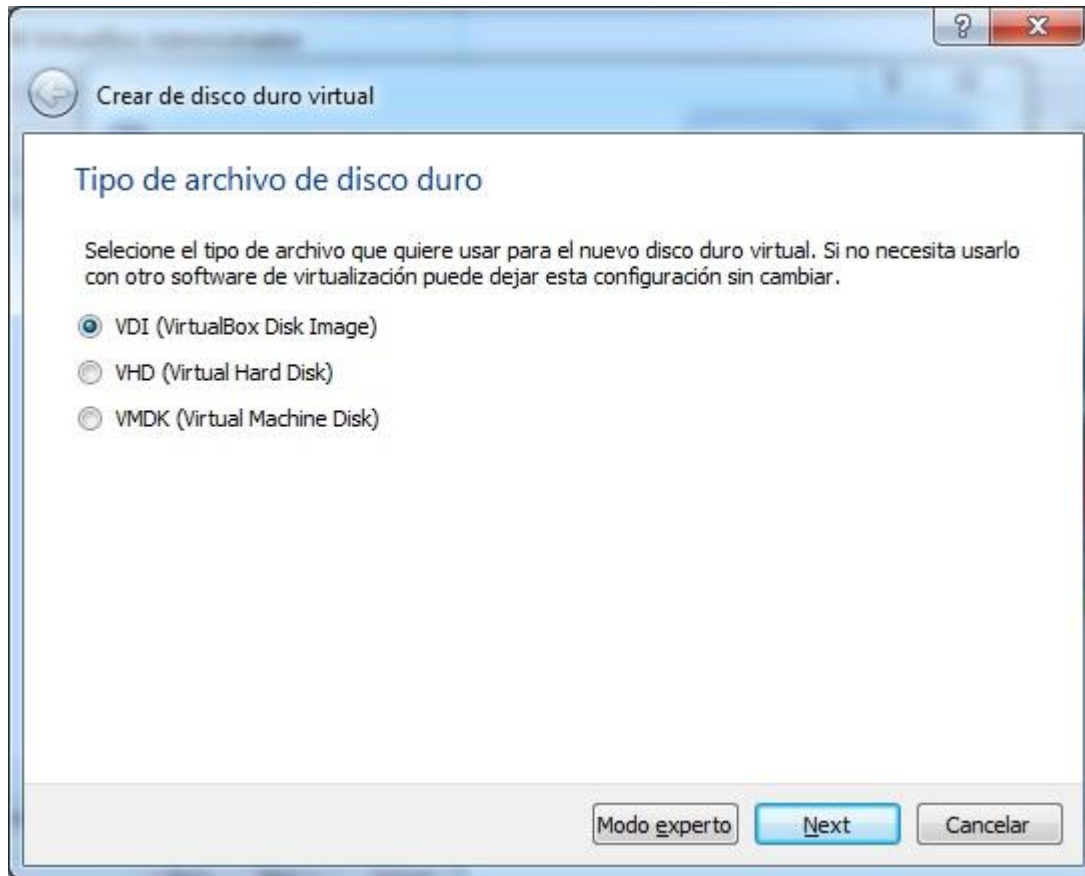 Crear de disco duro virtual
Tipo de archivo de disco duro
Selecione el tipo de archivo que quiere usar para el nuevo disco duro virtual. Si no necesita usarlo
con otro software de virtualización puede dejar esta configuración sin cambiar.
VDI (VirtualBox Disk Image)
VHD (Virtual Hard Disk)
VMDK (Virtual Machine Disk)
Modo experto Next Cancelar